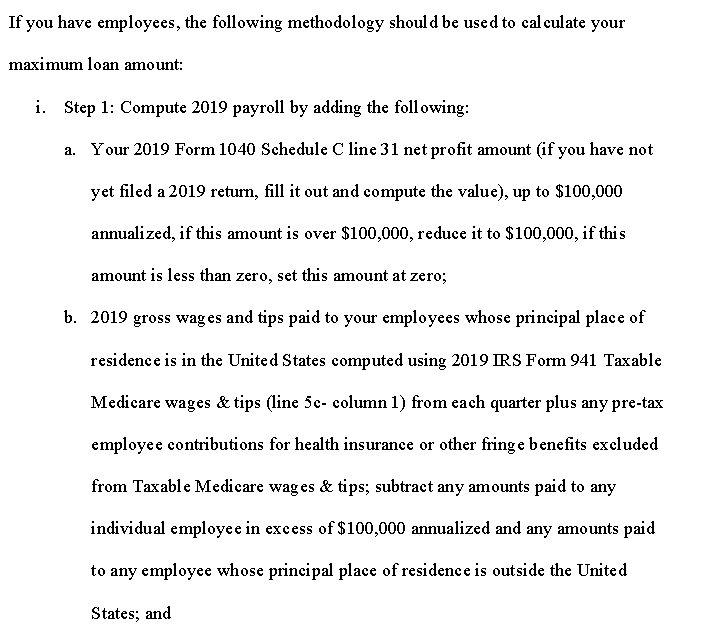 If you have employees, the following methodology should be used to calculate your
maximum loan amount:
i. Step 1: Compute 2019 payroll by adding the following:
a. Your 2019 Form 1040 Schedule C line 31 net profit amount (if you have not
yet filed a 2019 return, fill it out and compute the value), up to $100,000
annualized, if this amount is over $100,000, reduce it to $100,000, if this
amount is less than zero, set this amount at zero;
b. 2019 gross wages and tips paid to your employees whose principal place of
residence is in the United States computed using 2019 IRS Form 941 Taxable
Medicare wages & tips (line 5c- column 1) from each quarter plus any pre-tax
employee contributions for health insurance or other fringe benefits excluded
from Taxable Medicare wages & tips; subtract any amounts paid to any
individual employee in excess of $100,000 annualized and any amounts paid
to any employee whose principal place of residence is outside the United
States; and